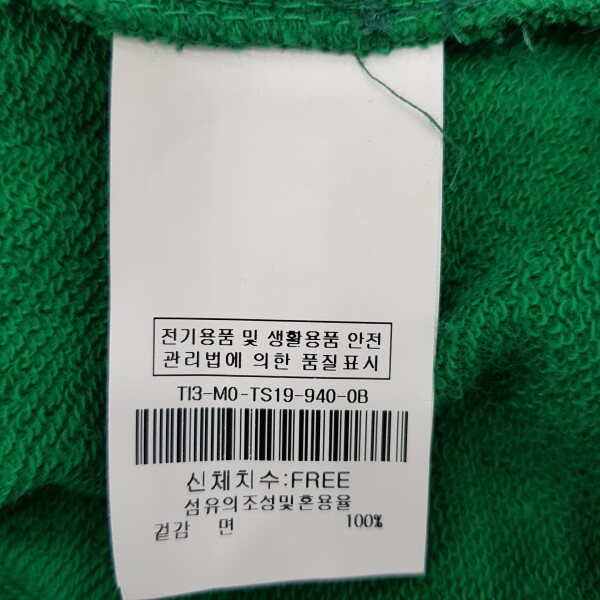 전기용품 및 생활용품 안전
관리법에 의한 품질표시
TI3-M0-TS19-940-0B
신체치수:FREE
섬유의조성및혼용율
겉감 면 100%